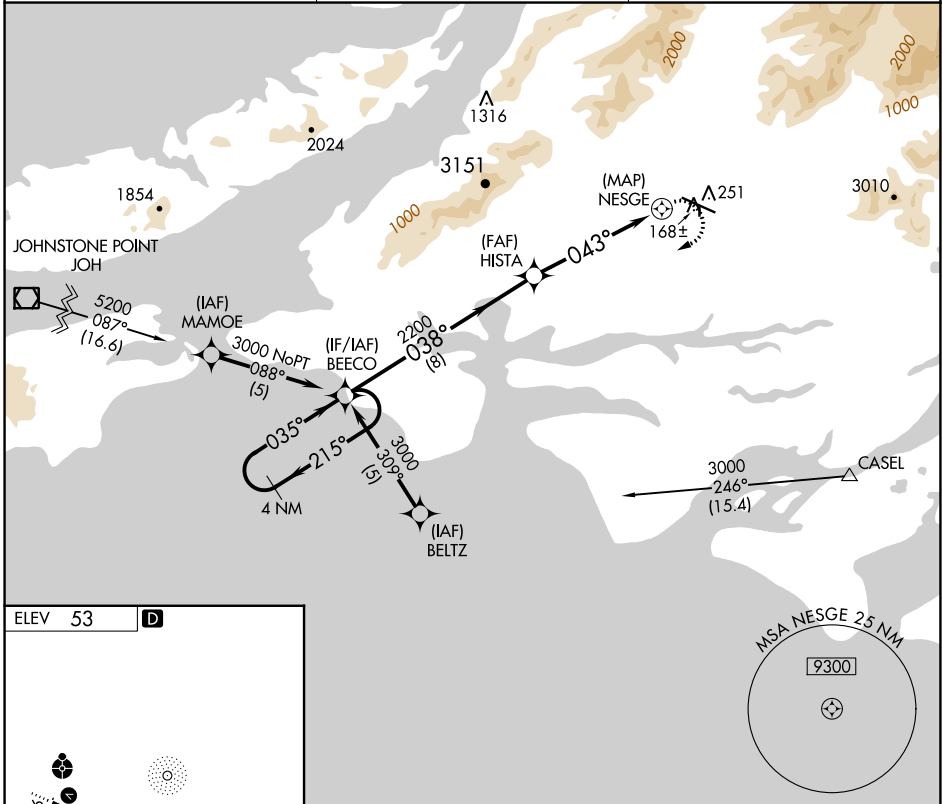 2000
2000
1000
1316
2024
3151
1854
1000
(MAP)
NESGE
251
168±
3010
JOHNSTONE POINT
JOH
(FAF)
HISTA
043°
5200
087°
(16.6)
(IAF)
MAMOE
3000 NoPT
088°
(5)
(IF/IAF)
BEECO
2200
038°
(8)
035°
215°
4 NM
3000
309°
(5)
(IAF)
BELTZ
3000
246°
(15.4)
CASEL
ELEV 53
D
MSA NESGE 25 NM
9300